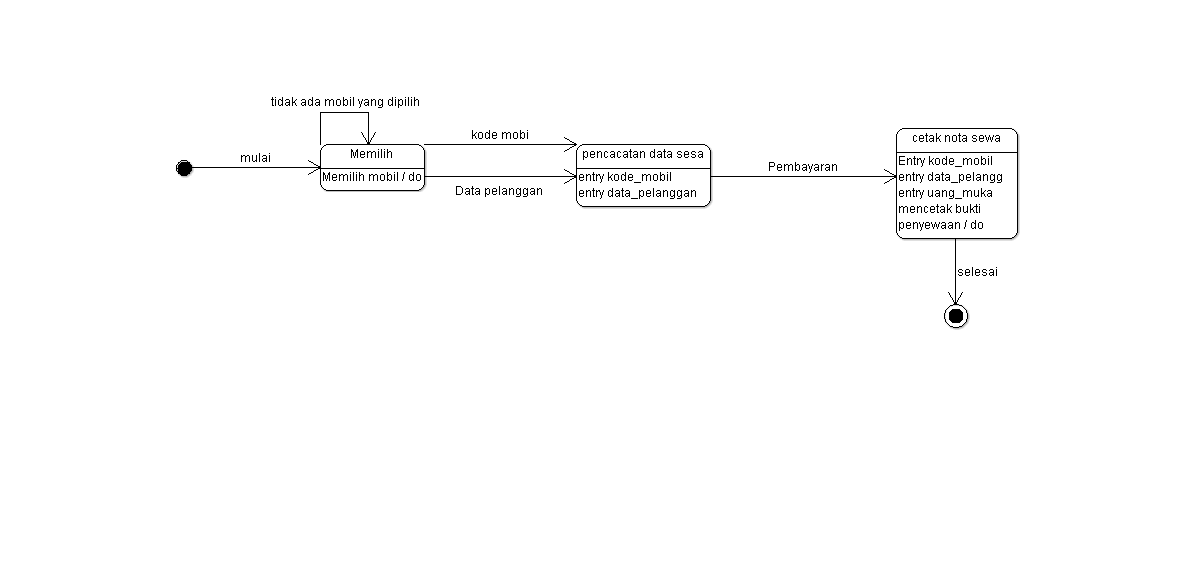 tidak ada mobil yang dipilih
mulai
Memilih
Memilih mobil / do
kode mobi
Data pelanggan
pencacatan data sesa
entry kode_mobil
entry data_pelanggan
Pembayaran
cetak nota sewa
Entry kode_mobil
entry data_pelangg
entry uang_muka
mencetak bukti
penyewaan / do
selesai